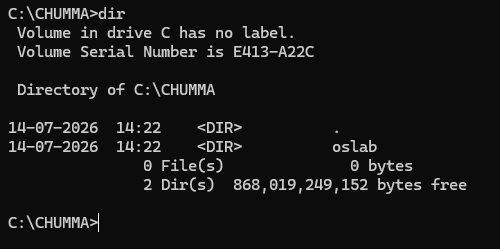 C:\CHUMMA>dir
 Volume in drive C has no label.
 Volume Serial Number is E413-A22C

 Directory of C:\CHUMMA

14-07-2026  14:22    <DIR>          .
14-07-2026  14:22    <DIR>          oslab
               0 File(s)              0 bytes
               2 Dir(s)  868,019,249,152 bytes free

C:\CHUMMA>